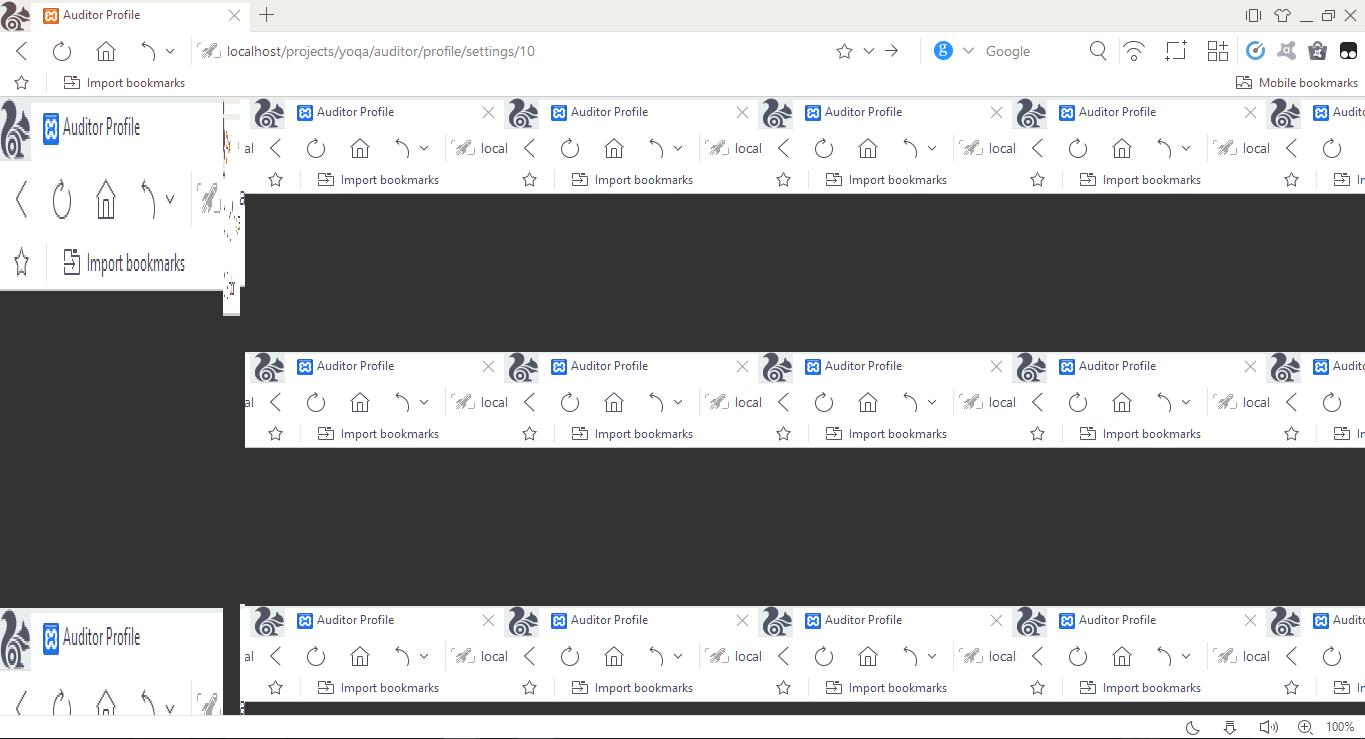 Auditor Profile
localhost/projects/yoqa/auditor/profile/settings/10
Google
Import bookmarks
Mobile bookmarks
Auditor Profile
Auditor Profile
Auditor Profile
Auditor Profile
Auditor Profile
Audito
al
local
local
local
local
Import bookmarks
Import bookmarks
Import bookmarks
Import bookmarks
Import bookmarks
Auditor Profile
Auditor Profile
Auditor Profile
Auditor Profile
Audito
al
local
local
local
local
Import bookmarks
Import bookmarks
Import bookmarks
Import bookmarks
Auditor Profile
Auditor Profile
Auditor Profile
Auditor Profile
Auditor Profile
Audito
al
local
local
local
local
Import bookmarks
Import bookmarks
Import bookmarks
Import bookmarks
100%